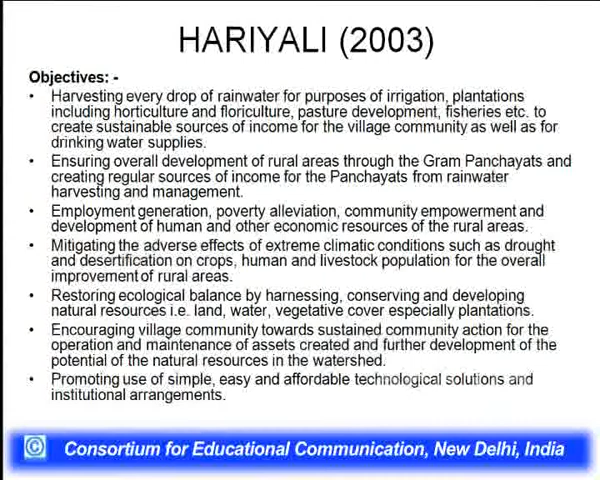 HARIYALI (2003)
Objectives: -
• Harvesting every drop of rainwater for purposes of irrigation, plantations
including horticulture and floriculture, pasture development, fisheries etc. to
create sustainable sources of income for the village community as well as for
drinking water supplies.
• Ensuring overall development of rural areas through the Gram Panchayats and
creating regular sources of income for the Panchayats from rainwater
harvesting and management.
• Employment generation, poverty alleviation, community empowerment and
development of human and other economic resources of the rural areas.
• Mitigating the adverse effects of extreme climatic conditions such as drought
and desertification on crops, human and livestock population for the overall
improvement of rural areas.
• Restoring ecological balance by harnessing, conserving and developing
natural resources i.e. land, water, vegetative cover especially plantations.
• Encouraging village community towards sustained community action for the
operation and maintenance of assets created and further development of the
potential of the natural resources in the watershed.
• Promoting use of simple, easy and affordable technological solutions and
institutional arrangements.
© Consortium for Educational Communication, New Delhi, India